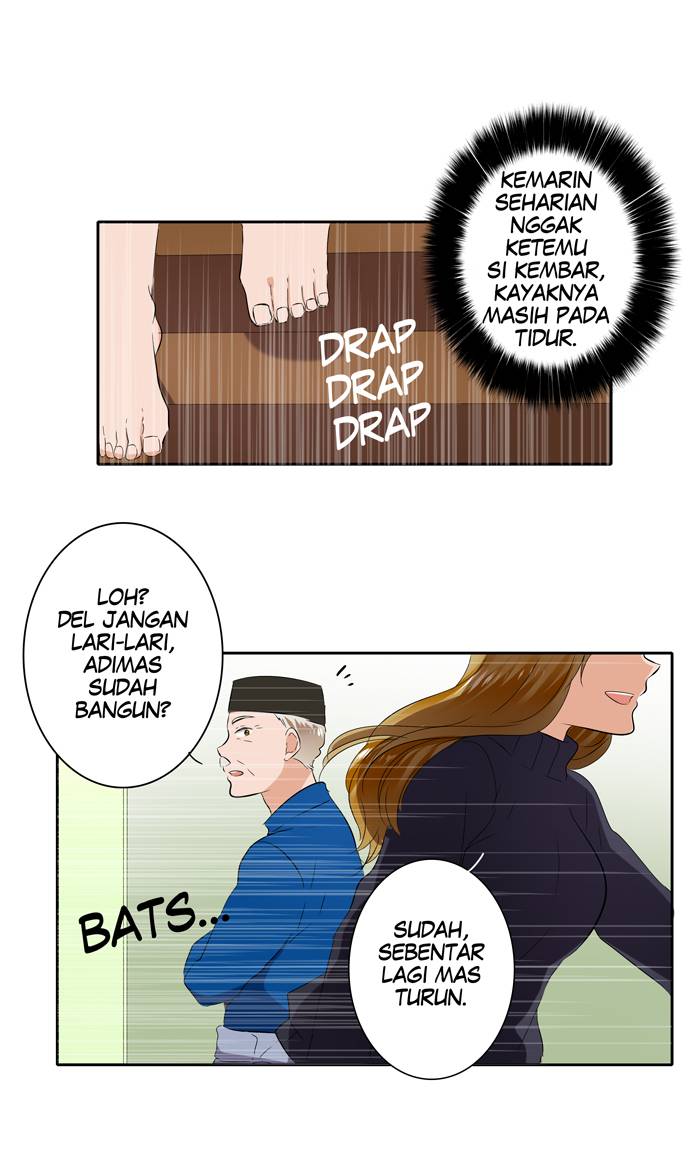 KEMARIN
SEHARIAN
NGGAK
KETEMU
SI KEMBAR,
KAYAKNYA
MASIH PADA
TIDUR.
DRAP
DRAP
DRAP
LOH?
DEL JANGAN
LARI-LARI,
ADIMAS
SUDAH
BANGUN?
BATS...
SUDAH,
SEBENTAR
LAGI MAS
TURUN.